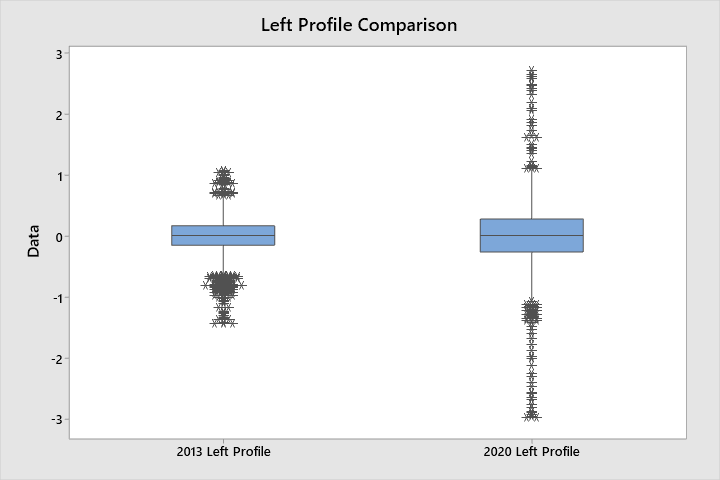 Left Profile Comparison
3
2
1
0
-1
-2
-3
Data
2013 Left Profile
2020 Left Profile